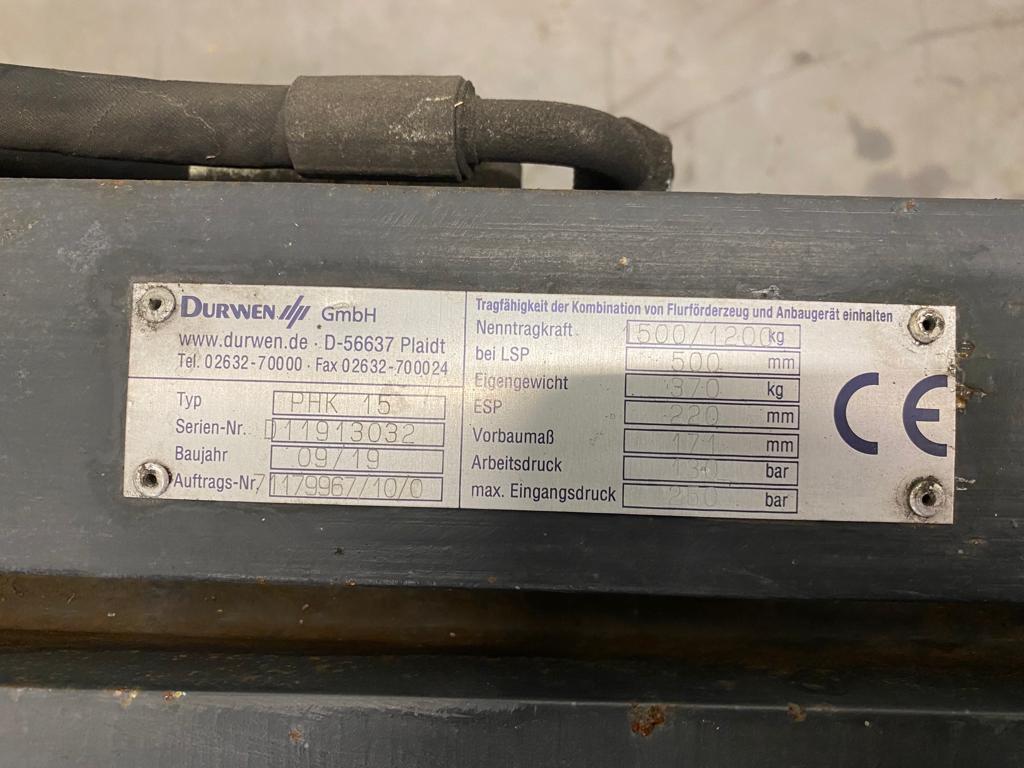 DURWEN GmbH
www.durwen.de · D-56637 Plaidt
Tel. 02632-70000 · Fax 02632-700024
Typ PHK 15
Serien-Nr. D11913032
Baujahr 09/19
Auftrags-Nr. 71179967/10/0
Tragfähigkeit der Kombination von Flurförderzeug und Anbaugerät einhalten
Nenntragkraft 1500/1200 kg
bei LSP 500 mm
Eigengewicht 370 kg
ESP 220 mm
Vorbaumaß 171 mm
Arbeitsdruck 130 bar
max. Eingangsdruck 250 bar
CE